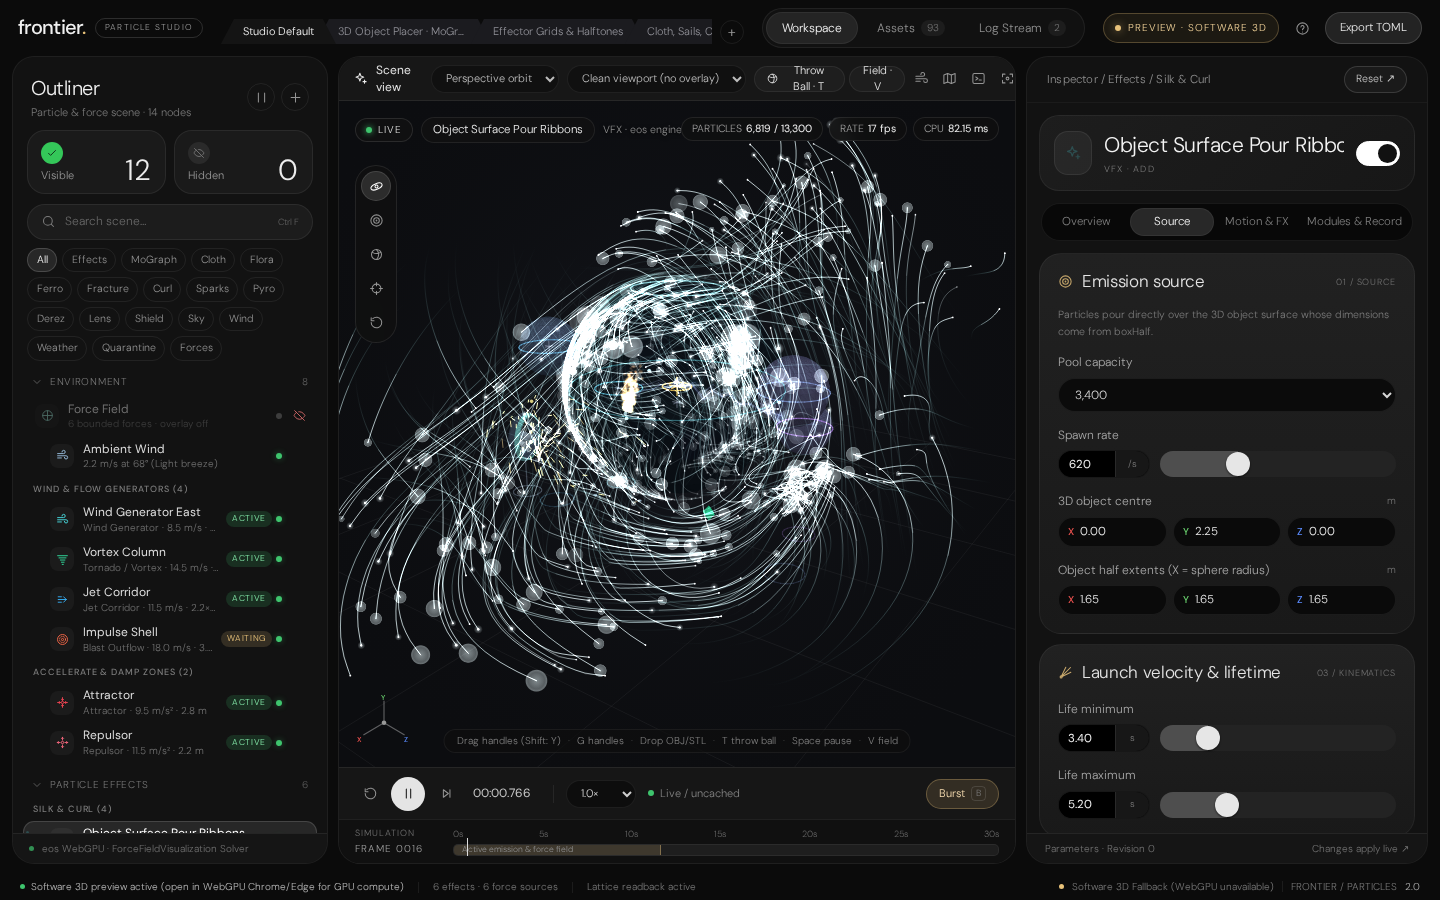 frontier.
PARTICLE STUDIO
Studio Default
3D Object Placer · MoGr...
Effector Grids & Halftones
Cloth, Sails, C
+
Workspace
Assets 93
Log Stream 2
PREVIEW · SOFTWARE 3D
Export TOML
Outliner
Particle & force scene · 14 nodes
Visible 12
Hidden 0
Search scene...
Ctrl F
All Effects MoGraph Cloth Flora
Ferro Fracture Curl Sparks Pyro
Derez Lens Shield Sky Wind
Weather Quarantine Forces
ENVIRONMENT 8
Force Field
6 bounded forces · overlay off
Ambient Wind
2.2 m/s at 68° (Light breeze)
WIND & FLOW GENERATORS (4)
Wind Generator East
Wind Generator · 8.5 m/s · ...
ACTIVE
Vortex Column
Tornado / Vortex · 14.5 m/s ·...
ACTIVE
Jet Corridor
Jet Corridor · 11.5 m/s · 2.2×...
ACTIVE
Impulse Shell
Blast Outflow · 18.0 m/s · 3....
WAITING
ACCELERATE & DAMP ZONES (2)
Attractor
Attractor · 9.5 m/s² · 2.8 m
ACTIVE
Repulsor
Repulsor · 11.5 m/s² · 2.2 m
ACTIVE
PARTICLE EFFECTS 6
SILK & CURL (4)
Object Surface Pour Ribbons
eos WebGPU · ForceFieldVisualization Solver
Scene view
Perspective orbit
Clean viewport (no overlay)
Throw Ball · T
Field · V
LIVE
Object Surface Pour Ribbons
VFX · eos engine
PARTICLES 6,819 / 13,300
RATE 17 fps
CPU 82.15 ms
Y
X
Z
Drag handles (Shift: Y) · G handles · Drop OBJ/STL · T throw ball · Space pause · V field
00:00.766
1.0×
Live / uncached
Burst B
SIMULATION
FRAME 0016
0s 5s 10s 15s 20s 25s 30s
Active emission & force field
Inspector / Effects / Silk & Curl
Reset ↗
Object Surface Pour Ribbo
VFX · ADD
Overview
Source
Motion & FX
Modules & Record
Emission source
01 / SOURCE
Particles pour directly over the 3D object surface whose dimensions
come from boxHalf.
Pool capacity
3,400
Spawn rate
620 /s
3D object centre m
X 0.00 Y 2.25 Z 0.00
Object half extents (X = sphere radius) m
X 1.65 Y 1.65 Z 1.65
Launch velocity & lifetime
03 / KINEMATICS
Life minimum
3.40 s
Life maximum
5.20 s
Parameters · Revision 0
Changes apply live ↗
Software 3D preview active (open in WebGPU Chrome/Edge for GPU compute)
6 effects · 6 force sources
Lattice readback active
Software 3D Fallback (WebGPU unavailable)
FRONTIER / PARTICLES 2.0